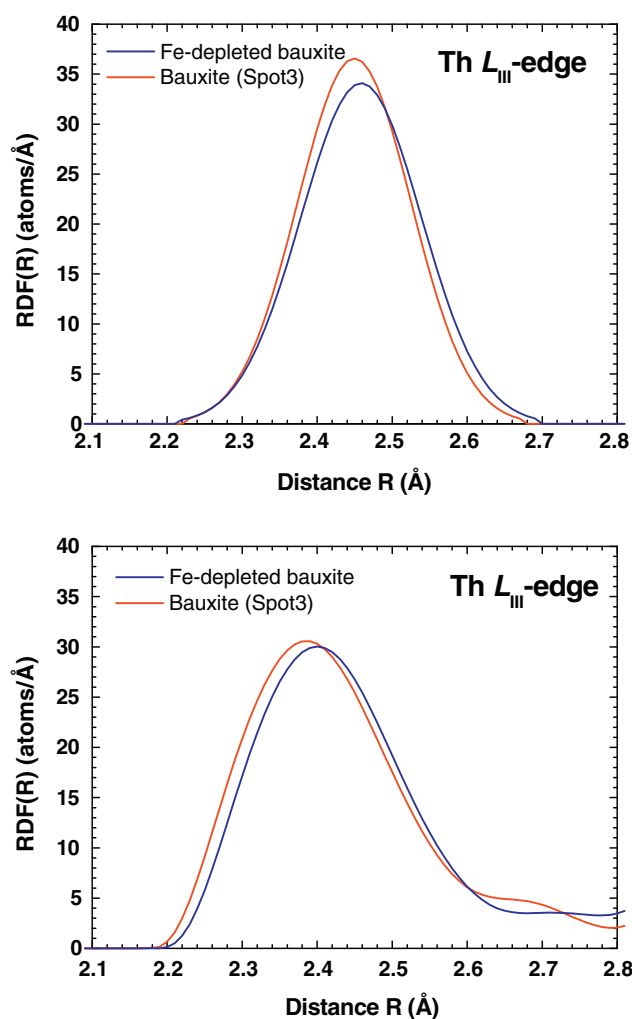 40
35
30
25
20
15
10
5
0
RDF(R) (atoms/Å)
Fe-depleted bauxite
Bauxite (Spot3)
Th L_III-edge
2.1 2.2 2.3 2.4 2.5 2.6 2.7 2.8
Distance R (Å)
40
35
30
25
20
15
10
5
0
RDF(R) (atoms/Å)
Fe-depleted bauxite
Bauxite (Spot3)
Th L_III-edge
2.1 2.2 2.3 2.4 2.5 2.6 2.7 2.8
Distance R (Å)